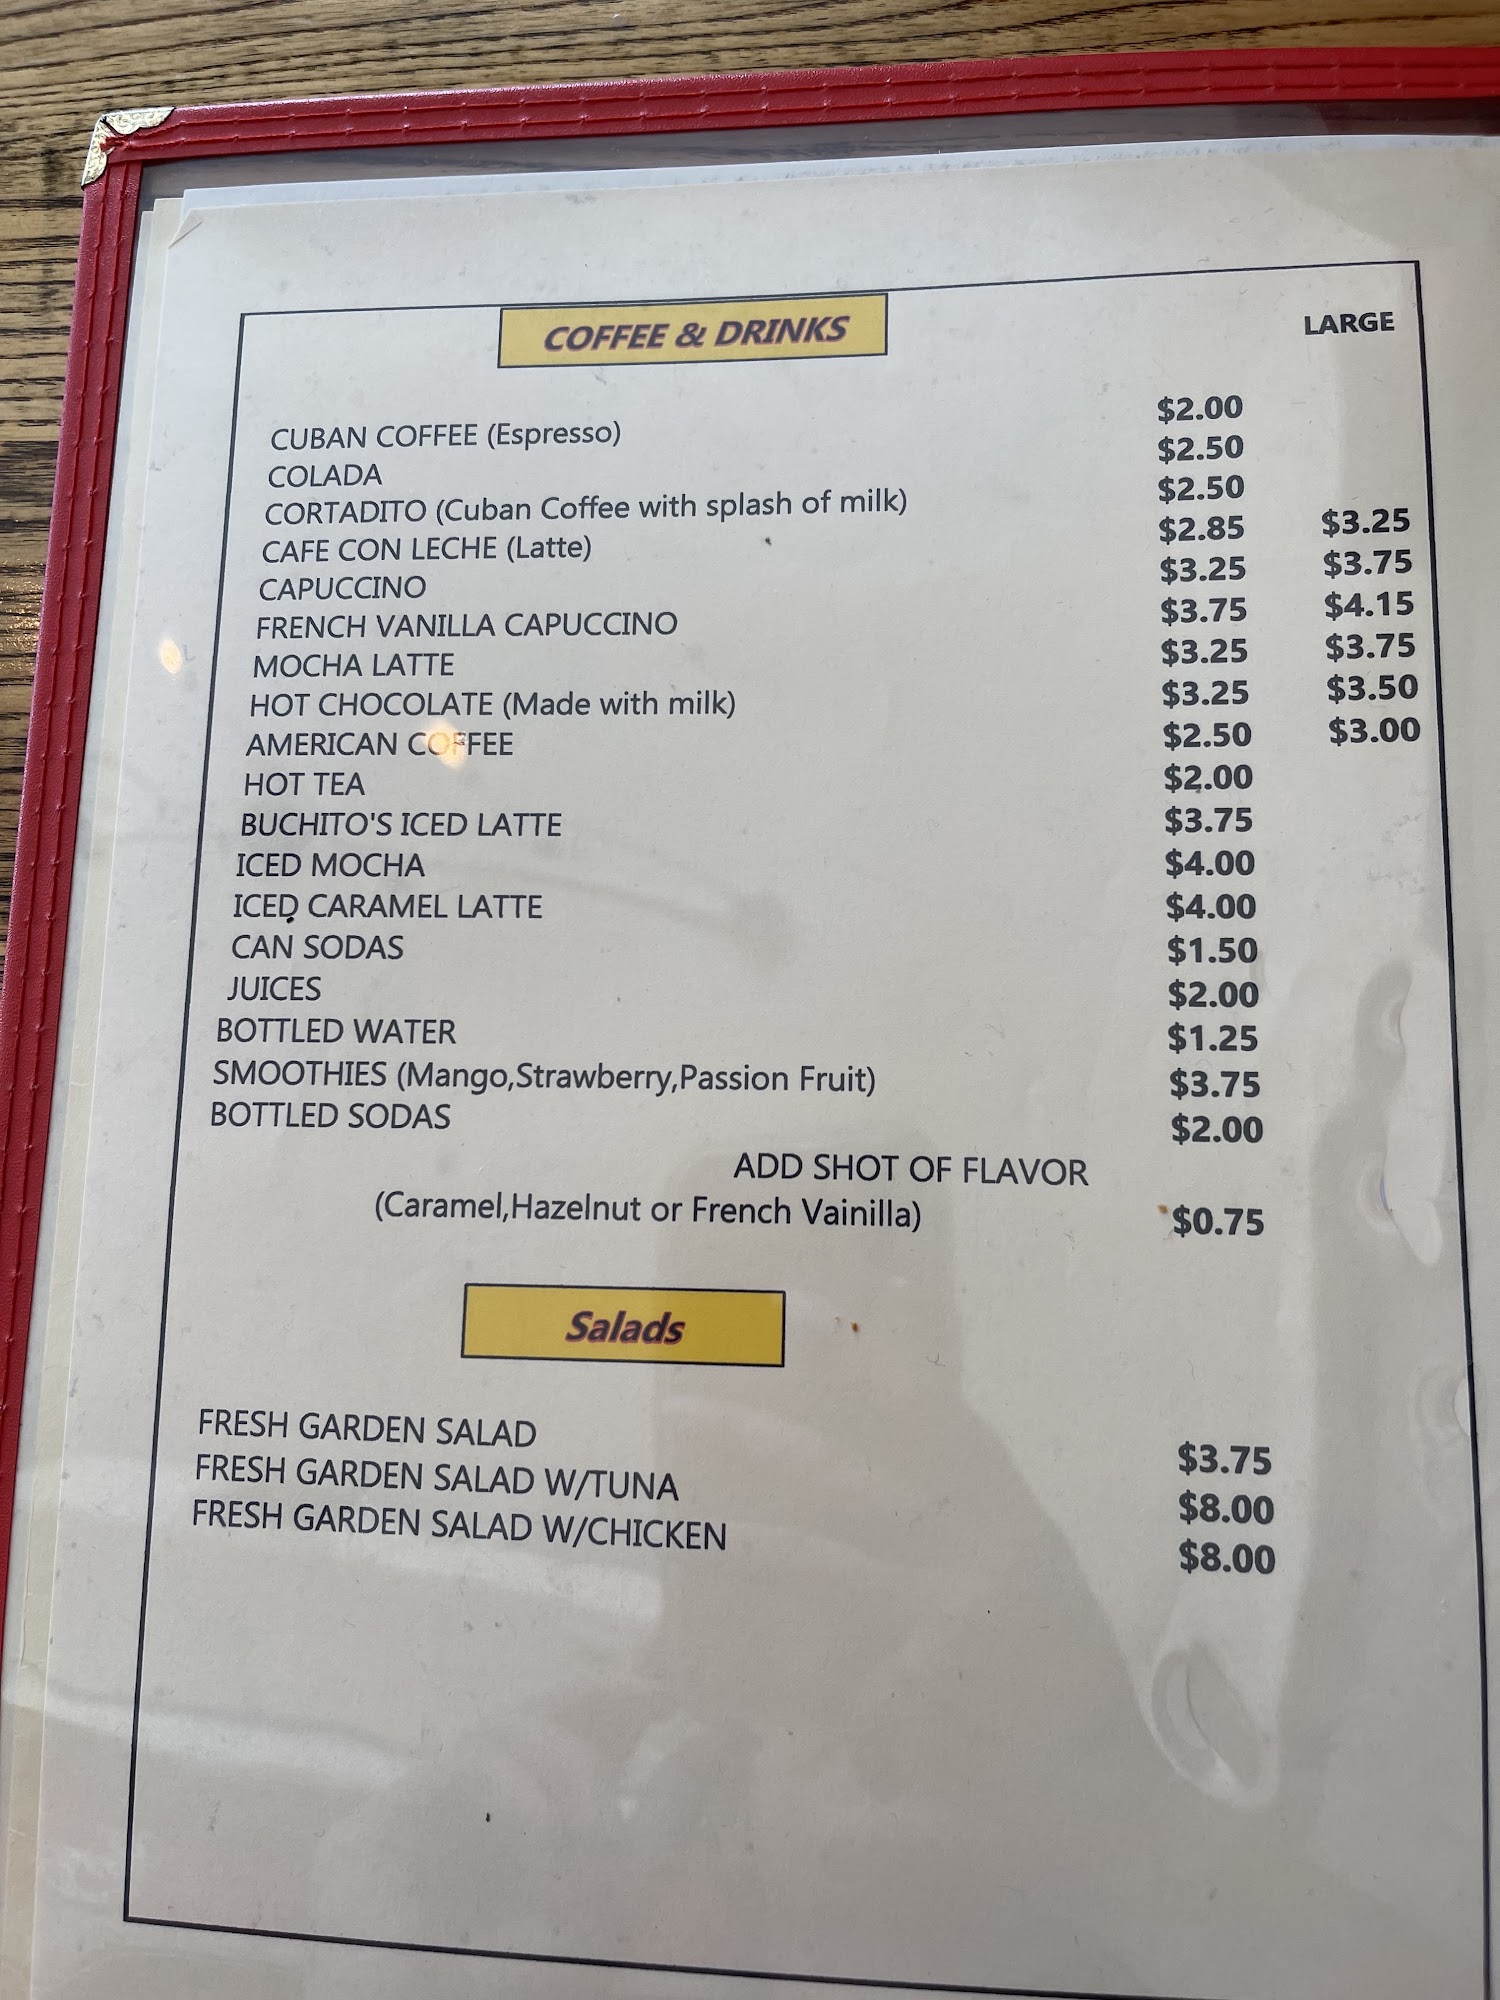 COFFEE & DRINKS LARGE
CUBAN COFFEE (Espresso) $2.00
COLADA $2.50
CORTADITO (Cuban Coffee with splash of milk) $2.50
CAFE CON LECHE (Latte) $2.85 $3.25
CAPUCCINO $3.25 $3.75
FRENCH VANILLA CAPUCCINO $3.75 $4.15
MOCHA LATTE $3.25 $3.75
HOT CHOCOLATE (Made with milk) $3.25 $3.50
AMERICAN COFFEE $2.50 $3.00
HOT TEA $2.00
BUCHITO'S ICED LATTE $3.75
ICED MOCHA $4.00
ICED CARAMEL LATTE $4.00
CAN SODAS $1.50
JUICES $2.00
BOTTLED WATER $1.25
SMOOTHIES (Mango,Strawberry,Passion Fruit) $3.75
BOTTLED SODAS $2.00
ADD SHOT OF FLAVOR
(Caramel,Hazelnut or French Vainilla) $0.75
Salads
FRESH GARDEN SALAD $3.75
FRESH GARDEN SALAD W/TUNA $8.00
FRESH GARDEN SALAD W/CHICKEN $8.00